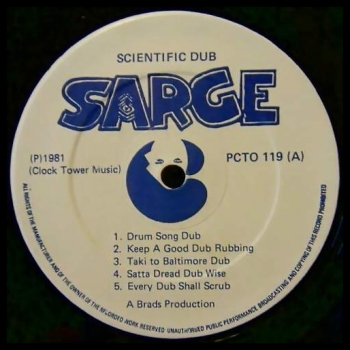 SCIENTIFIC DUB
SARGE
(P)1981
(Clock Tower Music)
PCTO 119 (A)
1. Drum Song Dub
2. Keep A Good Dub Rubbing
3. Taki to Baltimore Dub
4. Satta Dread Dub Wise
5. Every Dub Shall Scrub
A Brads Production
ALL RIGHTS OF THE MANUFACTURER AND OF THE OWNER OF THE RECORDED WORK RESERVED UNAUTHORISED PUBLIC PERFORMANCE BROADCASTING AND COPYING OF THIS RECORD PROHIBITED